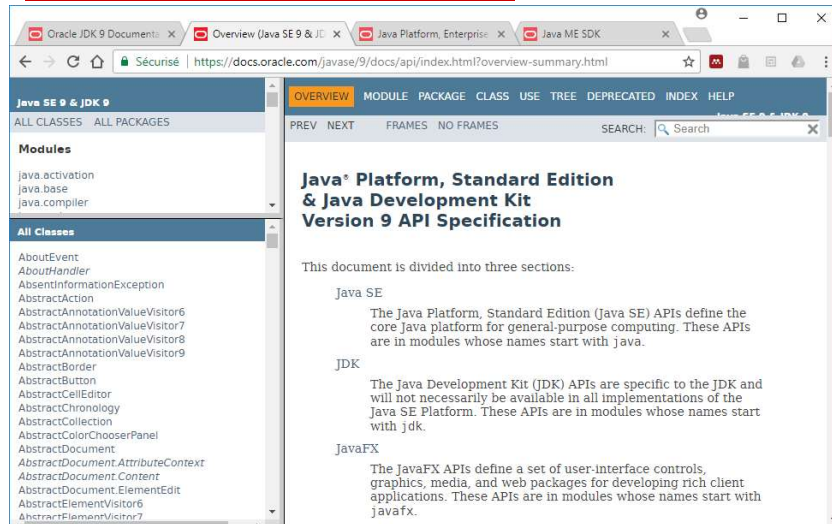 Oracle JDK 9 Documenta
Overview (Java SE 9 & JD
Java Platform, Enterprise
Java ME SDK
Sécurisé
https://docs.oracle.com/javase/9/docs/api/index.html?overview-summary.html
Java SE 9 & JDK 9
ALL CLASSES ALL PACKAGES
Modules
java.activation
java.base
java.compiler
All Classes
AboutEvent
AboutHandler
AbsentInformationException
AbstractAction
AbstractAnnotationValueVisitor6
AbstractAnnotationValueVisitor7
AbstractAnnotationValueVisitor8
AbstractAnnotationValueVisitor9
AbstractBorder
AbstractButton
AbstractCellEditor
AbstractChronology
AbstractCollection
AbstractColorChooserPanel
AbstractDocument
AbstractDocument.AttributeContext
AbstractDocument.Content
AbstractDocument.ElementEdit
AbstractElementVisitor6
AbstractElementVisitor7
OVERVIEW MODULE PACKAGE CLASS USE TREE DEPRECATED INDEX HELP
Java SE 9 & JDK 9
PREV NEXT FRAMES NO FRAMES SEARCH: Search
Java® Platform, Standard Edition
& Java Development Kit
Version 9 API Specification
This document is divided into three sections:
Java SE
The Java Platform, Standard Edition (Java SE) APIs define the
core Java platform for general-purpose computing. These APIs
are in modules whose names start with java.
JDK
The Java Development Kit (JDK) APIs are specific to the JDK and
will not necessarily be available in all implementations of the
Java SE Platform. These APIs are in modules whose names start
with jdk.
JavaFX
The JavaFX APIs define a set of user-interface controls,
graphics, media, and web packages for developing rich client
applications. These APIs are in modules whose names start with
javafx.